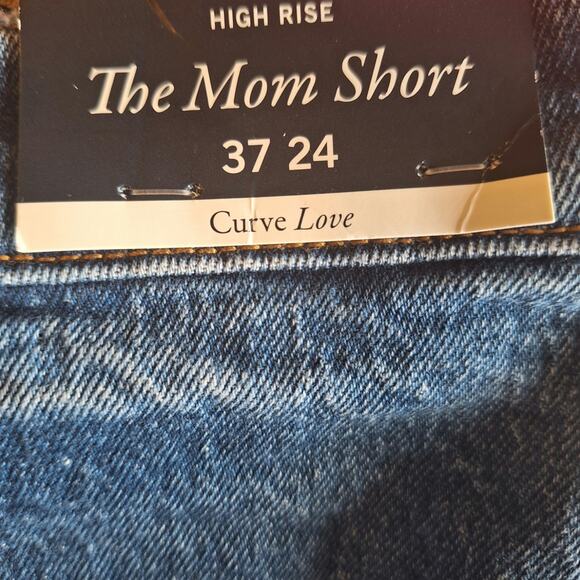 HIGH RISE
The Mom Short
37 24
Curve Love